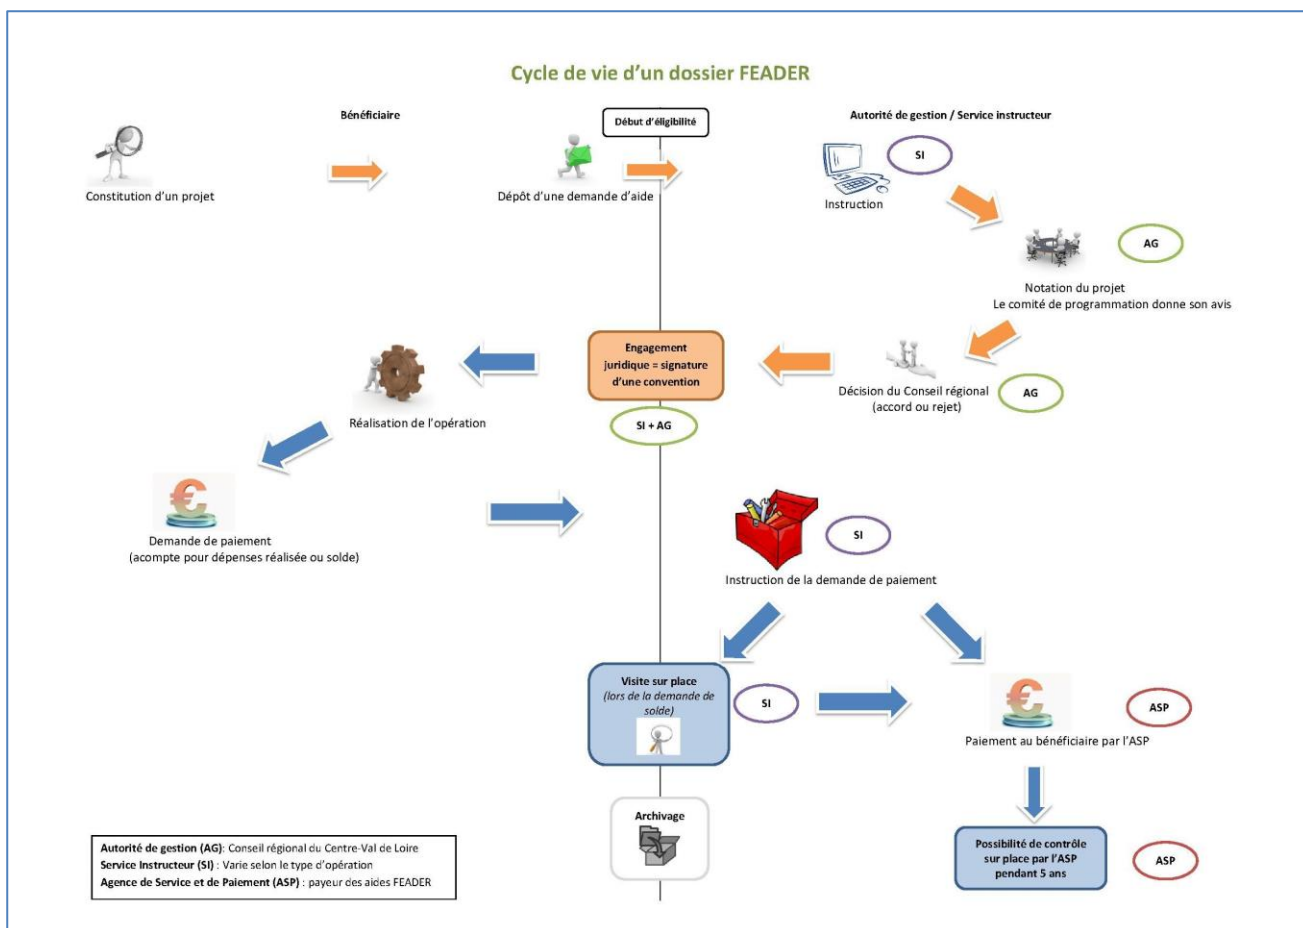 Cycle de vie d'un dossier FEADER
Bénéficiaire
Début d'éligibilité
Autorité de gestion / Service instructeur
SI
Constitution d'un projet
Dépôt d'une demande d'aide
Instruction
AG
Notation du projet
Le comité de programmation donne son avis
Engagement
juridique = signature
d'une convention
Décision du Conseil régional
(accord ou rejet)
AG
Réalisation de l'opération
SI + AG
Demande de paiement
(acompte pour dépenses réalisée ou solde)
SI
Instruction de la demande de paiement
Visite sur place
(lors de la demande de
solde)
SI
ASP
Paiement au bénéficiaire par l'ASP
Archivage
Possibilité de contrôle
sur place par l'ASP
pendant 5 ans
ASP
Autorité de gestion (AG): Conseil régional du Centre-Val de Loire
Service Instructeur (SI) : Varie selon le type d'opération
Agence de Service et de Paiement (ASP) : payeur des aides FEADER